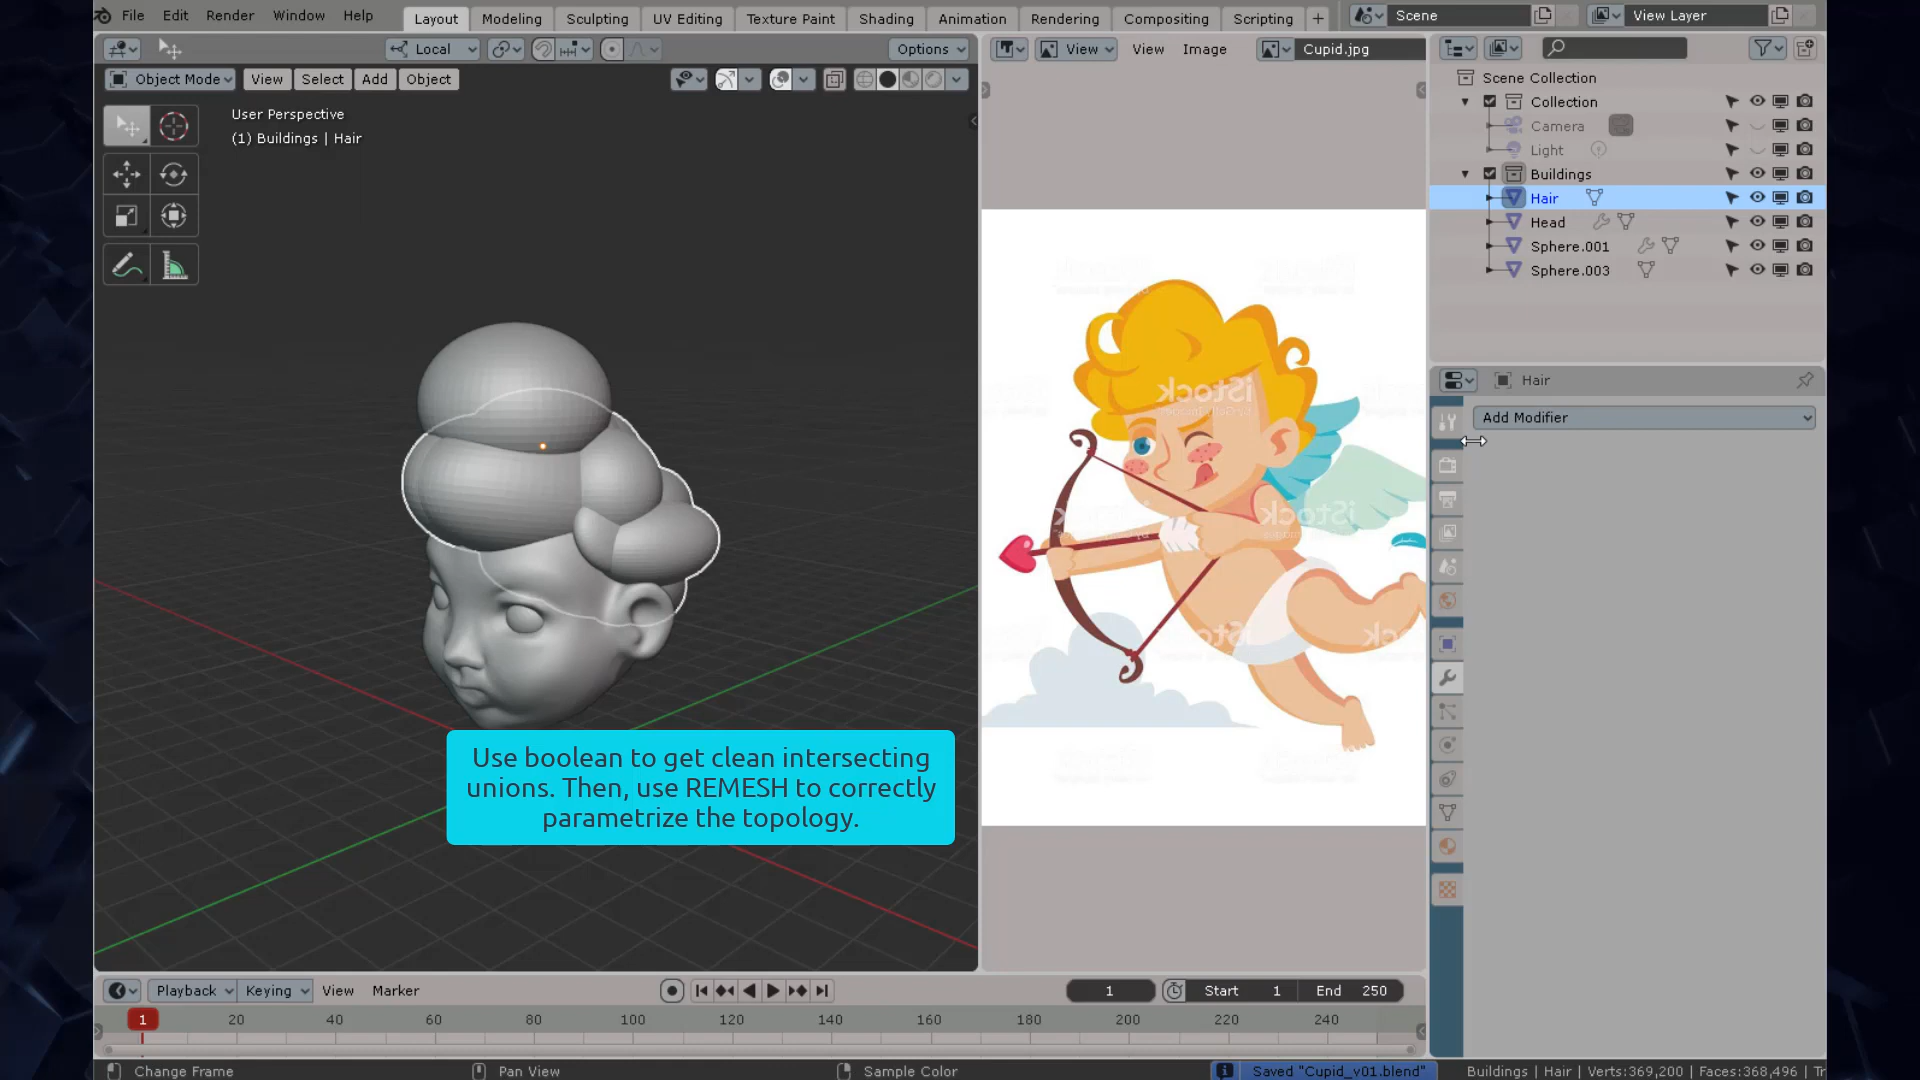 File Edit Render Window Help Layout Modeling Sculpting UV Editing Texture Paint Shading Animation Rendering Compositing Scripting + Scene View Layer
Local Options View View Image Cupid.jpg
Object Mode View Select Add Object
Scene Collection
User Perspective
(1) Buildings | Hair
Collection
Camera
Light
Buildings
Hair
Head
Sphere.001
Sphere.003
Hair
Add Modifier
iStock
iStock
iStock
Use boolean to get clean intersecting
unions. Then, use REMESH to correctly
parametrize the topology.
Playback Keying View Marker 1 Start 1 End 250
1 20 40 60 80 100 120 140 160 180 200 220 240
Change Frame Pan View Sample Color Saved "Cupid_v01.blend" Buildings | Hair | Verts:369,200 | Faces:368,496 | Tr